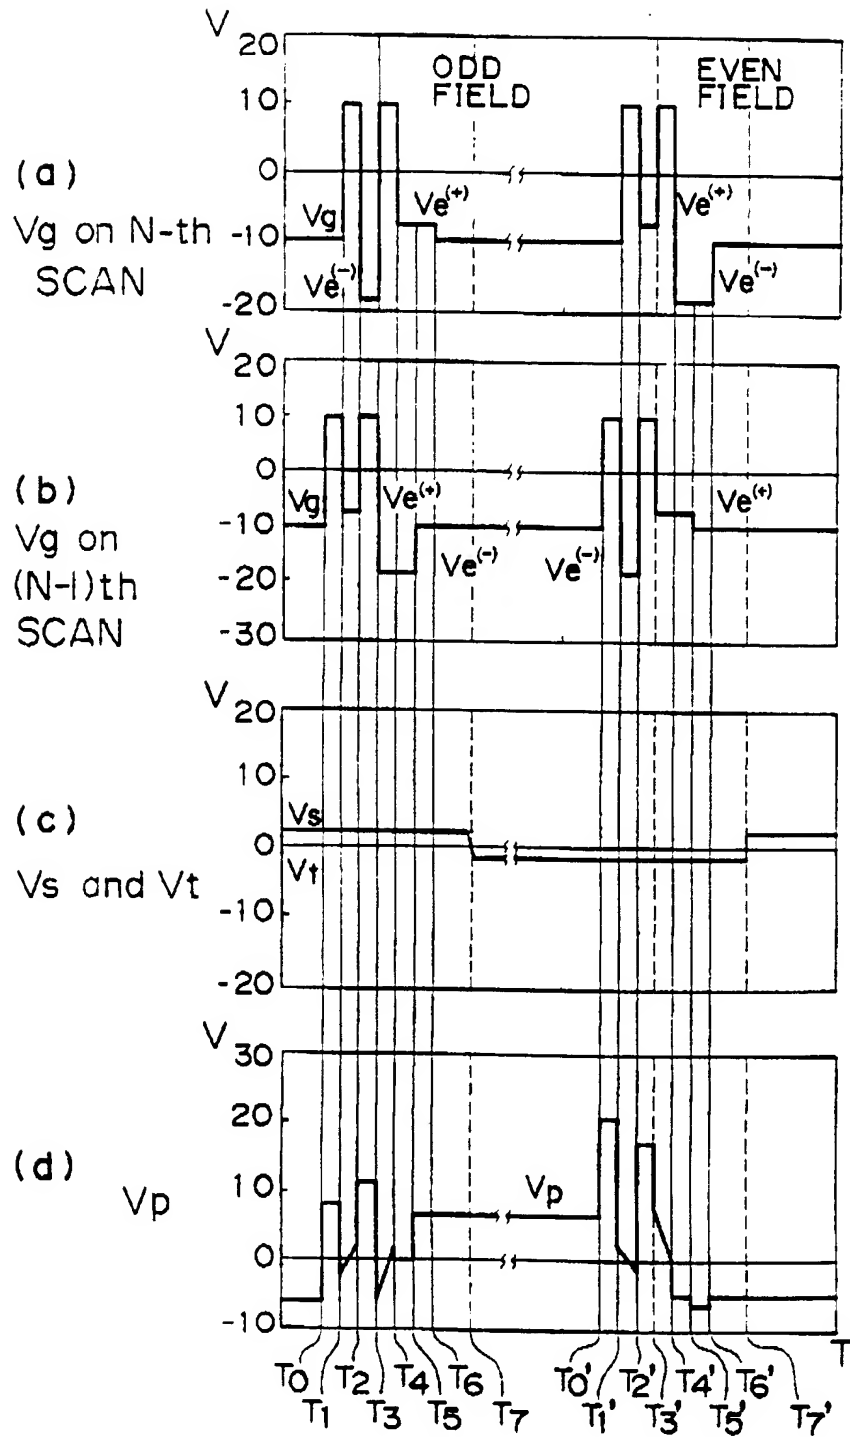 V
20
10
0
-10
-20
ODD
FIELD
EVEN
FIELD
(a)
Vg on N-th
SCAN
Vg
Ve(-)
Ve(+)
Ve(+)
Ve(-)
V
20
10
0
-10
-20
-30
(b)
Vg on
(N-1)th
SCAN
Vg
Ve(+)
Ve(-)
Ve(-)
Ve(+)
V
20
10
0
-10
-20
(c)
Vs and Vt
Vs
Vt
V
30
20
10
0
-10
(d)
Vp
Vp
T
T0 T2 T4 T6 T0' T2' T4' T6'
T1 T3 T5 T7 T1' T3' T5' T7'